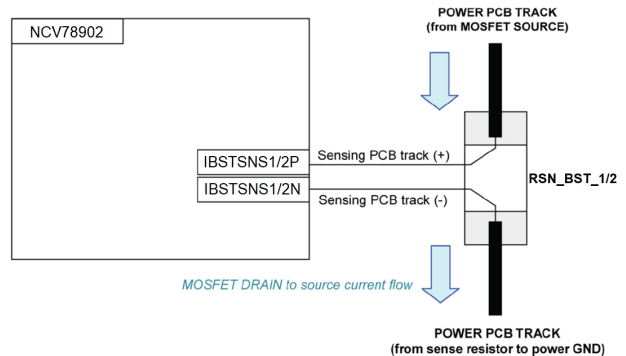 POWER PCB TRACK
(from MOSFET SOURCE)
NCV78902
IBSTSNS1/2P
Sensing PCB track (+)
RSN_BST_1/2
IBSTSNS1/2N
Sensing PCB track (-)
MOSFET DRAIN to source current flow
POWER PCB TRACK
(from sense resistor to power GND)